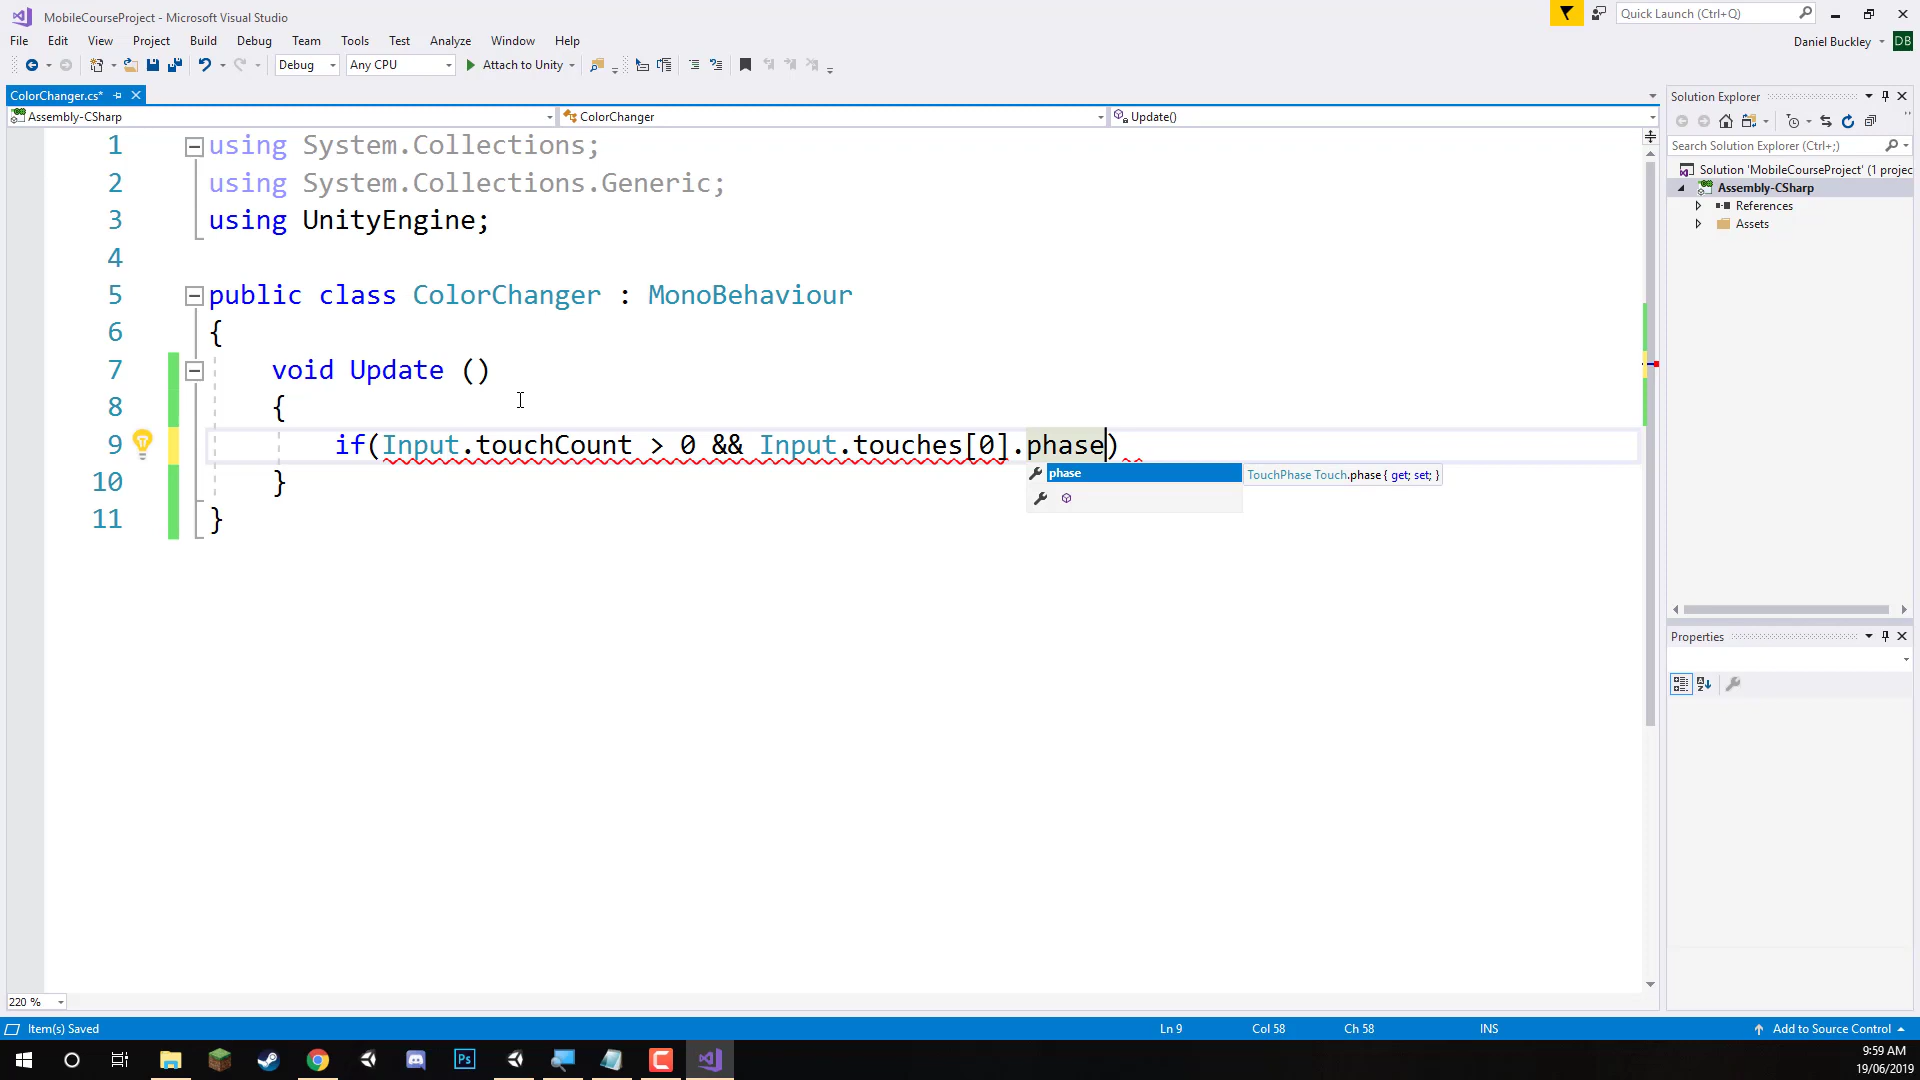 MobileCourseProject - Microsoft Visual Studio
Quick Launch (Ctrl+Q)
File Edit View Project Build Debug Team Tools Test Analyze Window Help
Daniel Buckley DB
Debug Any CPU Attach to Unity
ColorChanger.cs*
Assembly-CSharp ColorChanger Update()
1 using System.Collections;
2 using System.Collections.Generic;
3 using UnityEngine;
4
5 public class ColorChanger : MonoBehaviour
6 {
7 void Update ()
8 {
9 if(Input.touchCount > 0 && Input.touches[0].phase)
phase TouchPhase Touch.phase { get; set; }
10 }
11 }
Solution Explorer
Search Solution Explorer (Ctrl+;)
Solution 'MobileCourseProject' (1 projec
Assembly-CSharp
References
Assets
Properties
220 %
Item(s) Saved Ln 9 Col 58 Ch 58 INS Add to Source Control
Ps
9:59 AM
19/06/2019